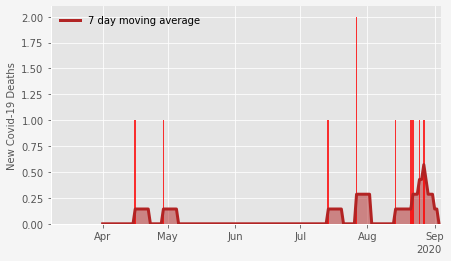 7 day moving average
New Covid-19 Deaths
2.00
1.75
1.50
1.25
1.00
0.75
0.50
0.25
0.00
Apr
May
Jun
Jul
Aug
Sep
2020